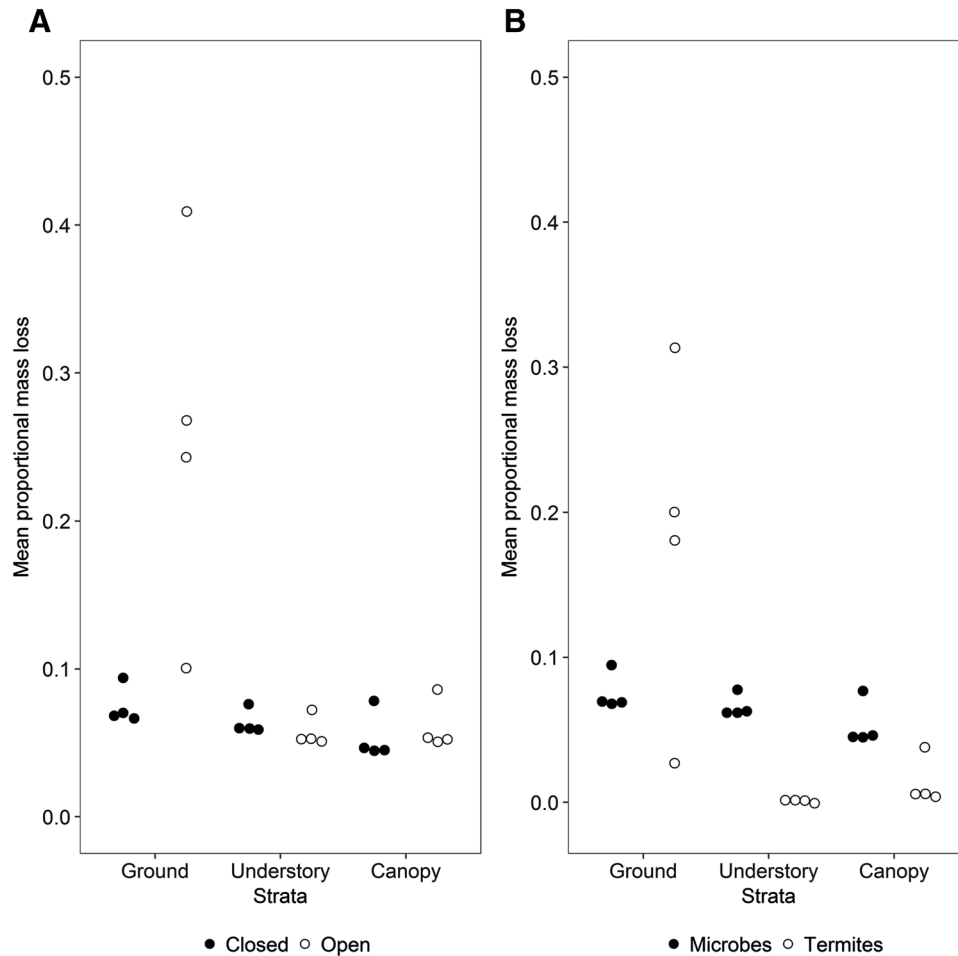 A
Mean proportional mass loss
0.5
0.4
0.3
0.2
0.1
0.0
Ground Understory Canopy
Strata
Closed Open
B
Mean proportional mass loss
0.5
0.4
0.3
0.2
0.1
0.0
Ground Understory Canopy
Strata
Microbes Termites